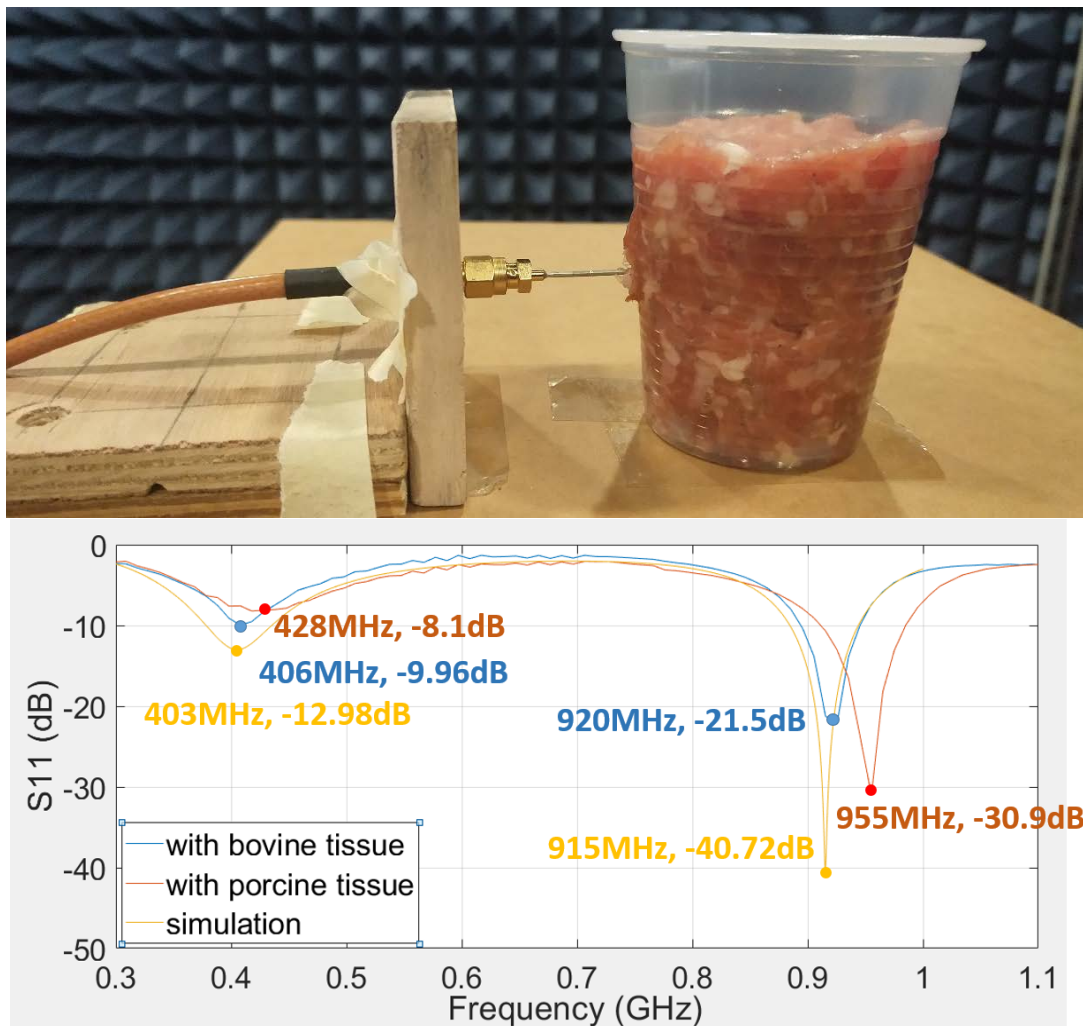 0
-10
-20
-30
-40
-50
S11 (dB)
428MHz, -8.1dB
406MHz, -9.96dB
403MHz, -12.98dB
920MHz, -21.5dB
955MHz, -30.9dB
915MHz, -40.72dB
with bovine tissue
with porcine tissue
simulation
0.3 0.4 0.5 0.6 0.7 0.8 0.9 1 1.1
Frequency (GHz)